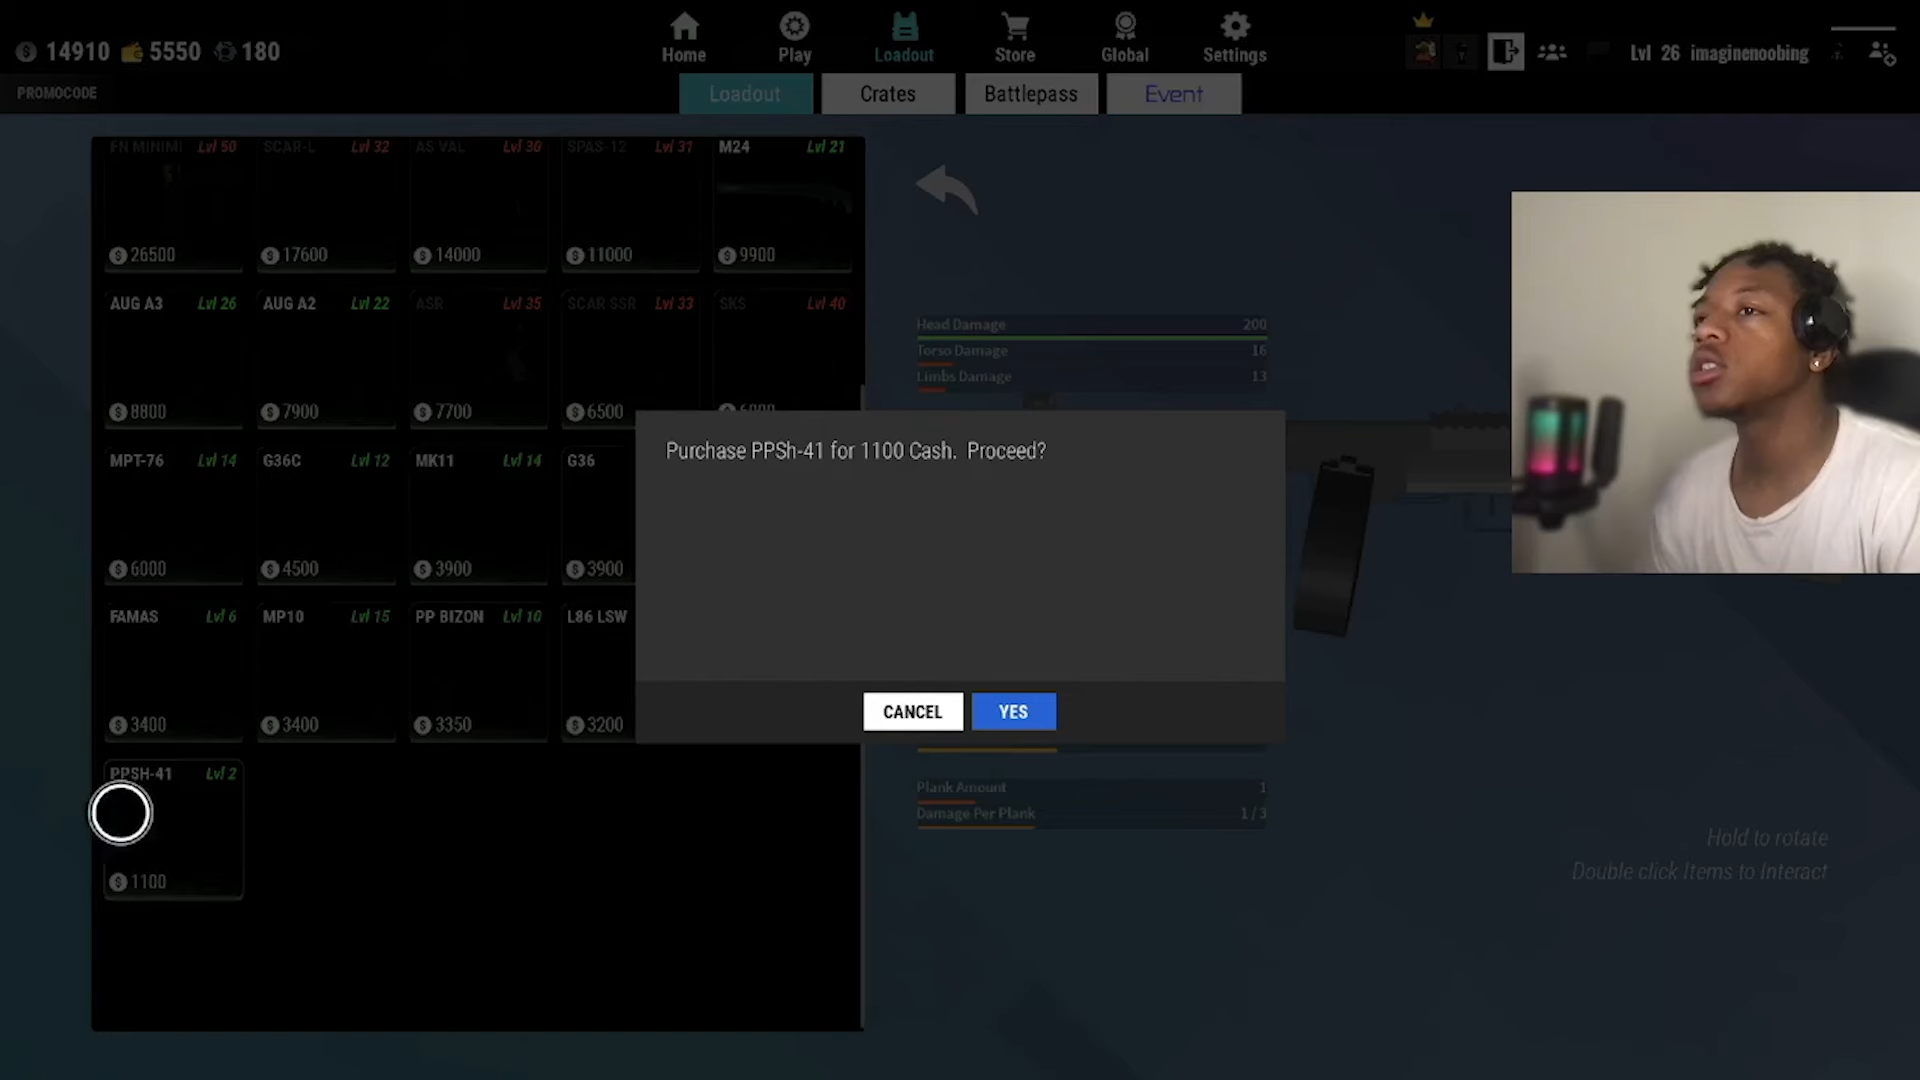 14910 5550 180
Home Play Loadout Store Global Settings
Lvl 26 imaginenoobing
PROMOCODE
Loadout Crates Battlepass Event
FN MINIMI Lvl 50 SCAR-L Lvl 32 AS VAL Lvl 36 SPAS-12 Lvl 31 M24 Lvl 21
26500 17600 14000 11000 9900
AUG A3 Lvl 26 AUG A2 Lvl 22 ASR Lvl 35 SCAR SSR Lvl 33 SKS Lvl 40
8800 7900 7700 6500
MPT-76 Lvl 14 G36C Lvl 12 MK11 Lvl 14 G36
6000 4500 3900 3900
FAMAS Lvl 6 MP10 Lvl 15 PP BIZON Lvl 10 L86 LSW
3400 3400 3350 3200
PPSH-41 Lvl 2
1100
Head Damage 200
Torso Damage 16
Limbs Damage 13
Purchase PPSh-41 for 1100 Cash. Proceed?
CANCEL YES
Plank Amount 1
Damage Per Plank 1/3
Hold to rotate
Double click Items to Interact